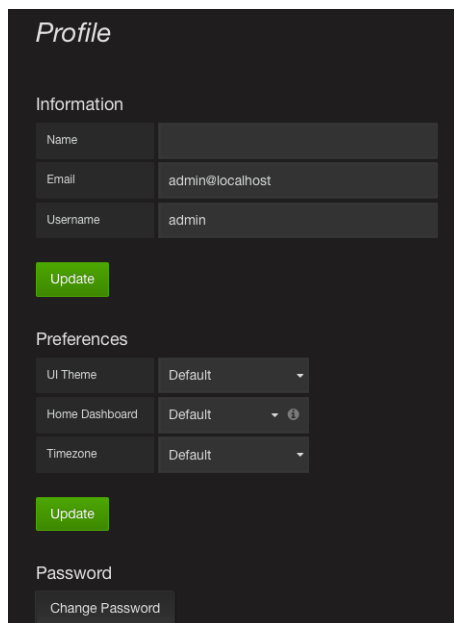 Profile
Information
Name
Email admin@localhost
Username admin
Update
Preferences
UI Theme Default
Home Dashboard Default
Timezone Default
Update
Password
Change Password